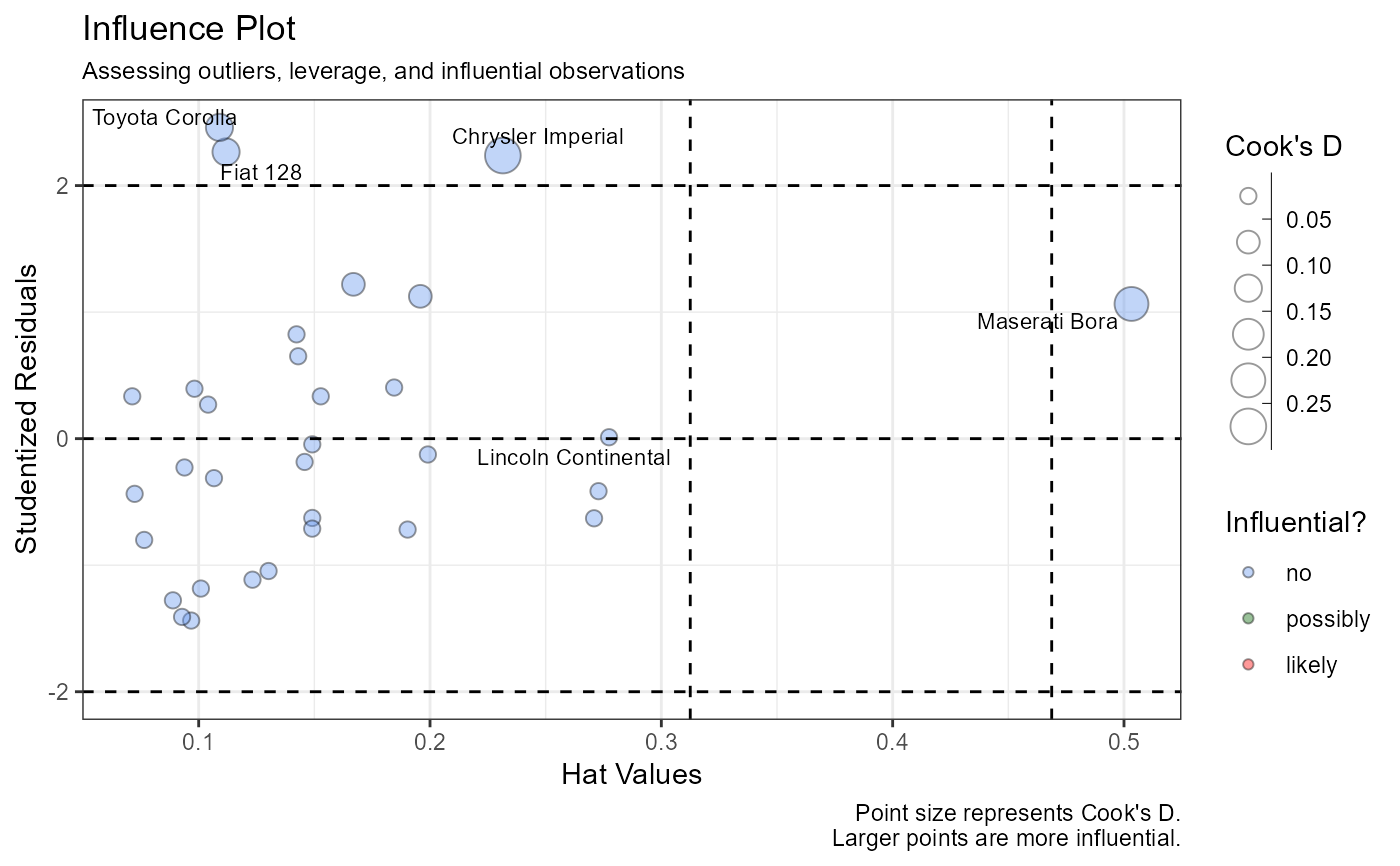 Influence Plot
Assessing outliers, leverage, and influential observations
Toyota Corolla
Chrysler Imperial
Fiat 128
Maserati Bora
Lincoln Continental
2
0
-2
Studentized Residuals
0.1
0.2
0.3
0.4
0.5
Hat Values
Point size represents Cook's D.
Larger points are more influential.
Cook's D
0.05
0.10
0.15
0.20
0.25
Influential?
no
possibly
likely